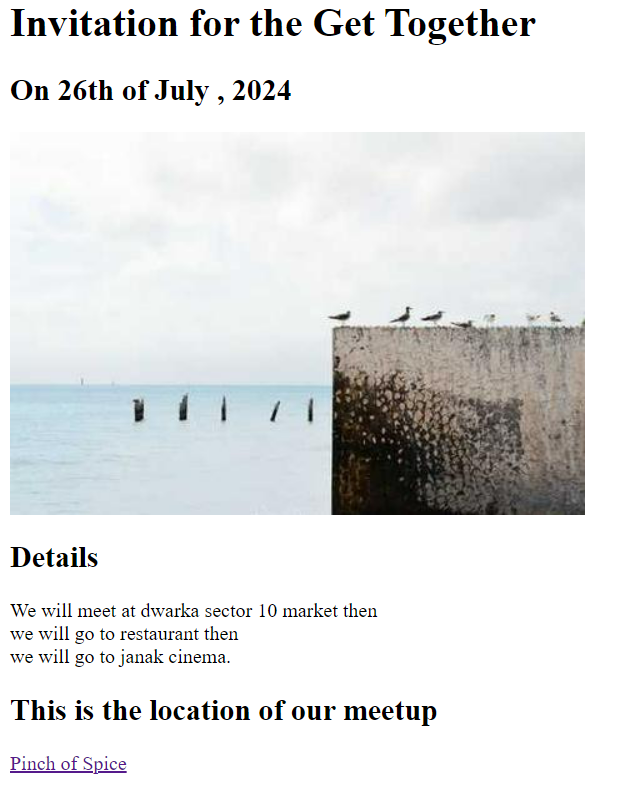 Invitation for the Get Together
On 26th of July , 2024
Details
We will meet at dwarka sector 10 market then
we will go to restaurant then
we will go to janak cinema.
This is the location of our meetup
Pinch of Spice